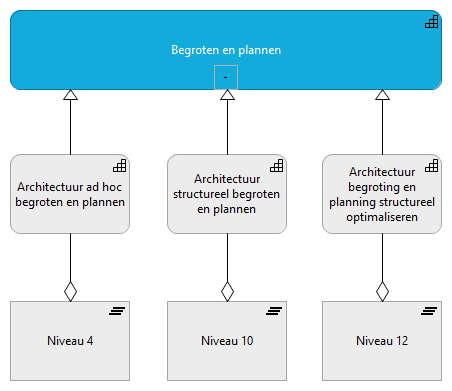 Begroten en plannen
-
Architectuur ad hoc
begroten en plannen
Architectuur
structureel begroten
en plannen
Architectuur
begroting en
planning structureel
optimaliseren
Niveau 4
Niveau 10
Niveau 12